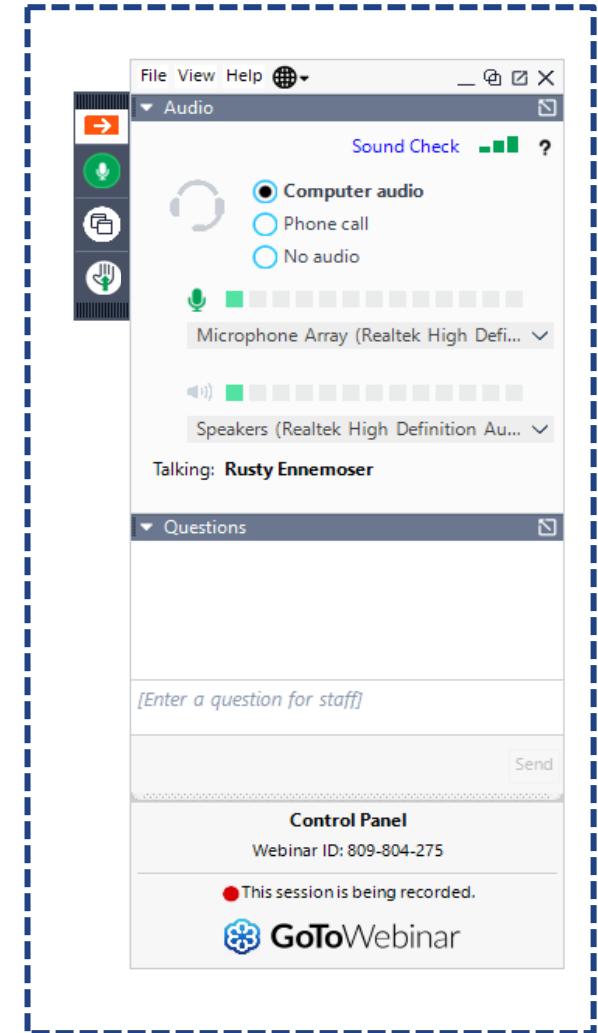 File View Help
Audio
Sound Check ?
Computer audio
Phone call
No audio
Microphone Array (Realtek High Defi...
Speakers (Realtek High Definition Au...
Talking: Rusty Ennemoser
Questions
[Enter a question for staff]
Send
Control Panel
Webinar ID: 809-804-275
This session is being recorded.
GoToWebinar